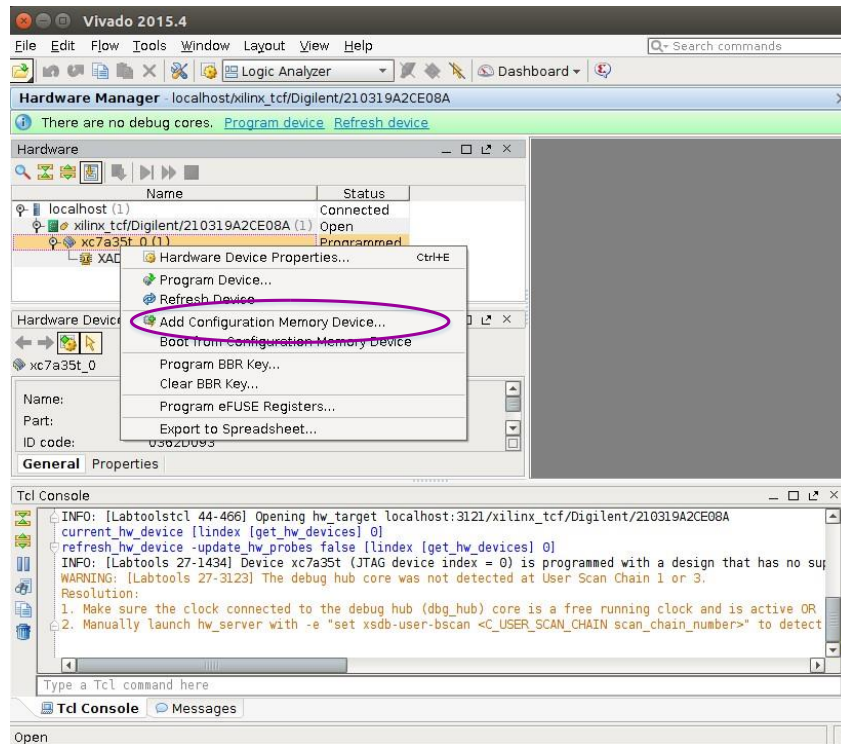 Vivado 2015.4
File Edit Flow Tools Window Layout View Help
Search commands
Logic Analyzer Dashboard
Hardware Manager - localhost/xilinx_tcf/Digilent/210319A2CE08A
There are no debug cores. Program device Refresh device
Hardware
Name Status
localhost (1) Connected
xilinx_tcf/Digilent/210319A2CE08A (1) Open
xc7a35t_0 (1) Programmed
XAD
Hardware Device Properties... Ctrl+E
Program Device...
Refresh Device
Add Configuration Memory Device...
Boot from Configuration Memory Device
Program BBR Key...
Clear BBR Key...
Program eFUSE Registers...
Export to Spreadsheet...
Hardware Device
xc7a35t_0
Name:
Part:
ID code: 0362D093
General Properties
Tcl Console
INFO: [Labtoolstcl 44-466] Opening hw_target localhost:3121/xilinx_tcf/Digilent/210319A2CE08A
current_hw_device [lindex [get_hw_devices] 0]
refresh_hw_device -update_hw_probes false [lindex [get_hw_devices] 0]
INFO: [Labtools 27-1434] Device xc7a35t (JTAG device index = 0) is programmed with a design that has no sup
WARNING: [Labtools 27-3123] The debug hub core was not detected at User Scan Chain 1 or 3.
Resolution:
1. Make sure the clock connected to the debug hub (dbg_hub) core is a free running clock and is active OR
2. Manually launch hw_server with -e "set xsdb-user-bscan <C_USER_SCAN_CHAIN scan_chain_number>" to detect
Type a Tcl command here
Tcl Console Messages
Open